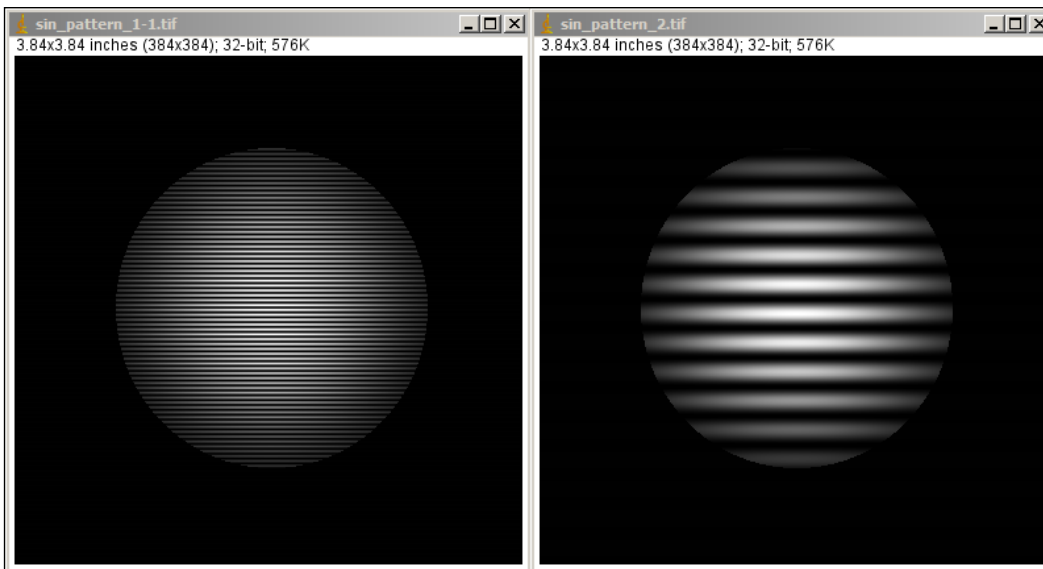 sin_pattern_1-1.tif
3.84x3.84 inches (384x384); 32-bit; 576K
sin_pattern_2.tif
3.84x3.84 inches (384x384); 32-bit; 576K